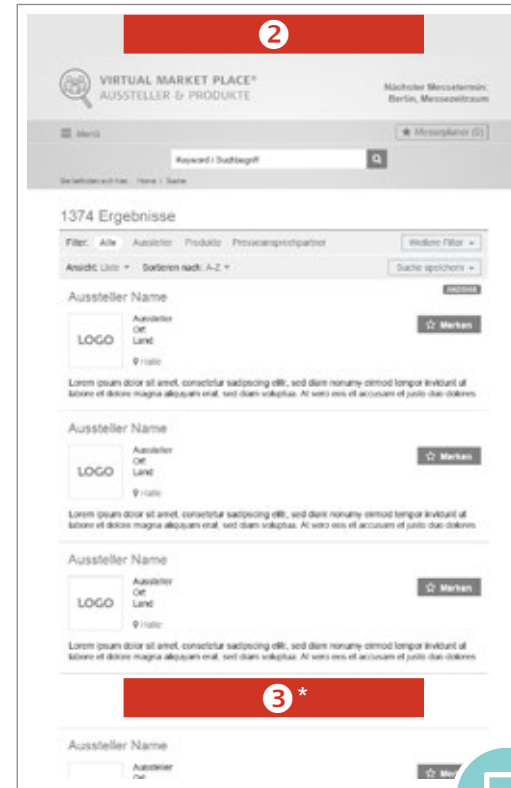 2
VIRTUAL MARKET PLACE®
AUSSTELLER & PRODUKTE
Nächster Messetermin:
Berlin, Messezeitraum
Menü
★ Messeplaner (0)
Keyword / Suchbegriff
Sie befinden sich hier: Home / Suche
1374 Ergebnisse
Filter: Alle Aussteller Produkte Presseansprechpartner Weitere Filter
Ansicht: Liste Sortieren nach: A-Z Suche speichern
ANZEIGE
Aussteller Name
LOGO
Aussteller
Ort
Land
Halle
☆ Merken
Lorem ipsum dolor sit amet, consetetur sadipscing elitr, sed diam nonumy eirmod tempor invidunt ut
labore et dolore magna aliquyam erat, sed diam voluptua. At vero eos et accusam et justo duo dolores
Aussteller Name
LOGO
Aussteller
Ort
Land
Halle
☆ Merken
Lorem ipsum dolor sit amet, consetetur sadipscing elitr, sed diam nonumy eirmod tempor invidunt ut
labore et dolore magna aliquyam erat, sed diam voluptua. At vero eos et accusam et justo duo dolores
Aussteller Name
LOGO
Aussteller
Ort
Land
Halle
☆ Merken
Lorem ipsum dolor sit amet, consetetur sadipscing elitr, sed diam nonumy eirmod tempor invidunt ut
labore et dolore magna aliquyam erat, sed diam voluptua. At vero eos et accusam et justo duo dolores
3*
Aussteller Name
Aussteller